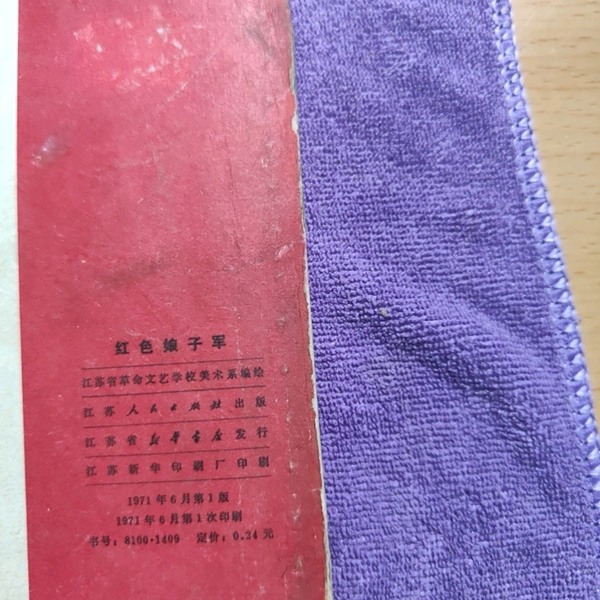 红色娘子军
江苏省革命文艺学校美术系编绘
江苏人民出版社出版
江苏省新华书店发行
江苏新华印刷厂印刷
1971年6月第1版
1971年6月第1次印刷
书号：8100·1409 定价：0.24元